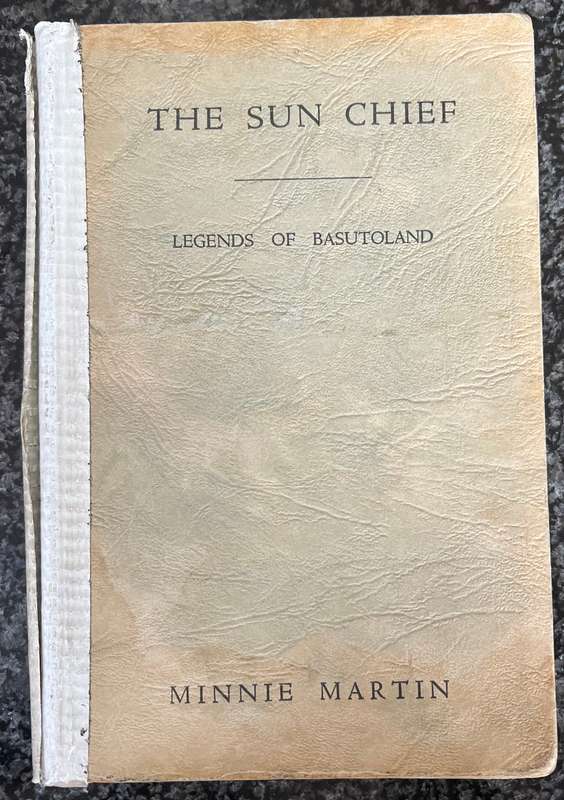 THE SUN CHIEF
LEGENDS OF BASUTOLAND
MINNIE MARTIN